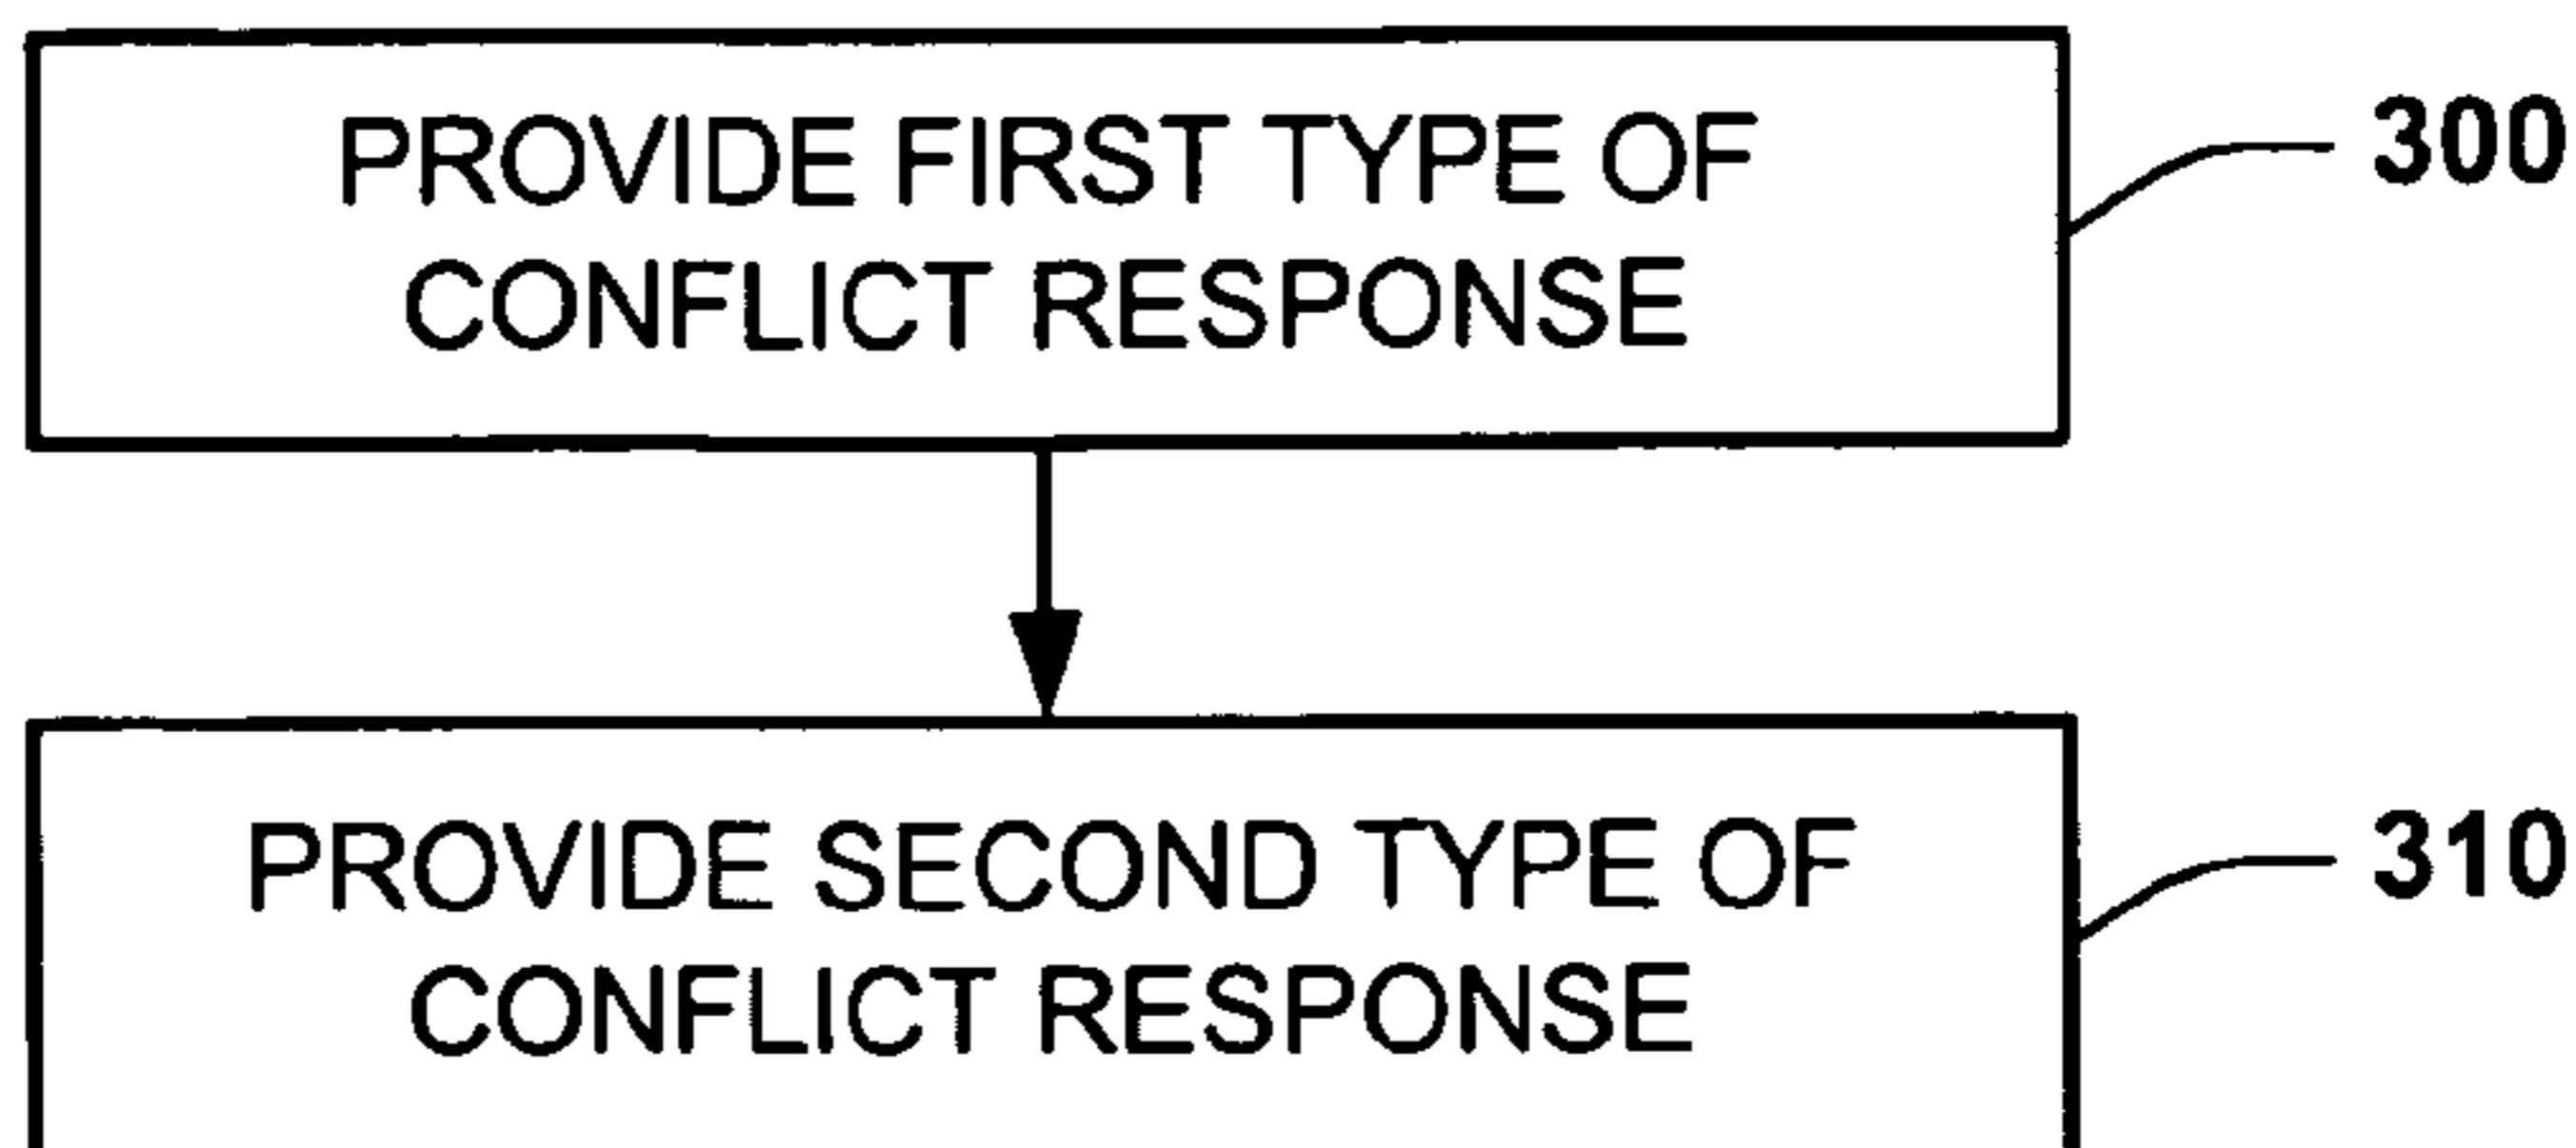 PROVIDE FIRST TYPE OF
CONFLICT RESPONSE
300
PROVIDE SECOND TYPE OF
CONFLICT RESPONSE
310